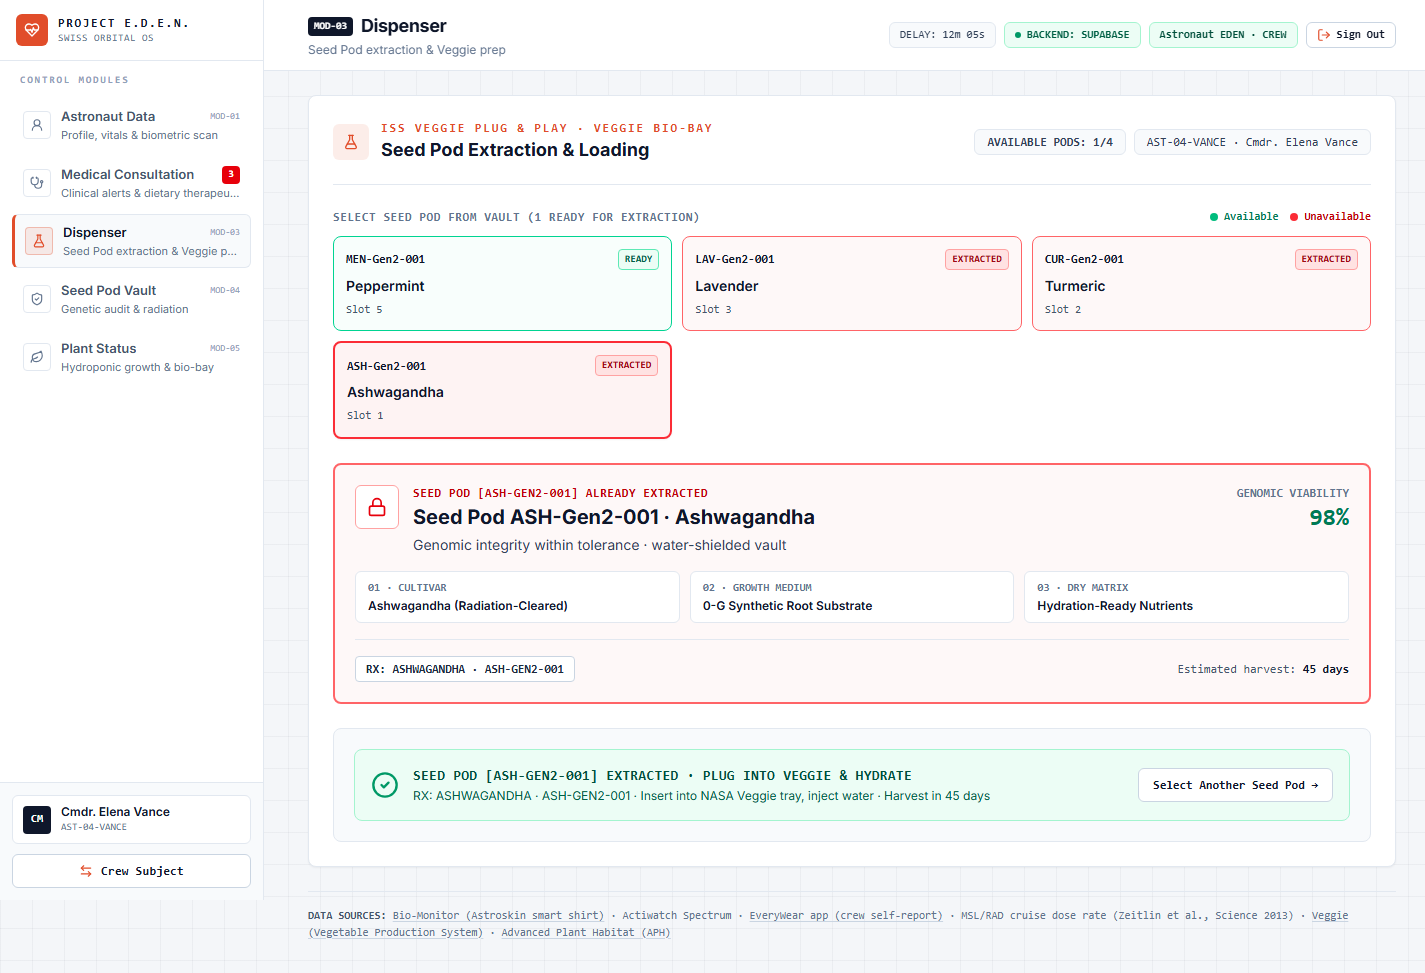 PROJECT E.D.E.N.
SWISS ORBITAL OS
CONTROL MODULES
Astronaut Data MOD-01
Profile, vitals & biometric scan
Medical Consultation 3
Clinical alerts & dietary therapeu...
Dispenser MOD-03
Seed Pod extraction & Veggie p...
Seed Pod Vault MOD-04
Genetic audit & radiation
Plant Status MOD-05
Hydroponic growth & bio-bay
CM Cmdr. Elena Vance
AST-04-VANCE
Crew Subject
MOD-03 Dispenser
Seed Pod extraction & Veggie prep
DELAY: 12m 05s
BACKEND: SUPABASE
Astronaut EDEN · CREW
Sign Out
ISS VEGGIE PLUG & PLAY · VEGGIE BIO-BAY
Seed Pod Extraction & Loading
AVAILABLE PODS: 1/4
AST-04-VANCE · Cmdr. Elena Vance
SELECT SEED POD FROM VAULT (1 READY FOR EXTRACTION)
Available Unavailable
MEN-Gen2-001 READY
Peppermint
Slot 5
LAV-Gen2-001 EXTRACTED
Lavender
Slot 3
CUR-Gen2-001 EXTRACTED
Turmeric
Slot 2
ASH-Gen2-001 EXTRACTED
Ashwagandha
Slot 1
SEED POD [ASH-GEN2-001] ALREADY EXTRACTED
Seed Pod ASH-Gen2-001 · Ashwagandha
Genomic integrity within tolerance · water-shielded vault
GENOMIC VIABILITY
98%
01 · CULTIVAR
Ashwagandha (Radiation-Cleared)
02 · GROWTH MEDIUM
0-G Synthetic Root Substrate
03 · DRY MATRIX
Hydration-Ready Nutrients
RX: ASHWAGANDHA · ASH-GEN2-001
Estimated harvest: 45 days
SEED POD [ASH-GEN2-001] EXTRACTED · PLUG INTO VEGGIE & HYDRATE
RX: ASHWAGANDHA · ASH-GEN2-001 · Insert into NASA Veggie tray, inject water · Harvest in 45 days
Select Another Seed Pod →
DATA SOURCES: Bio-Monitor (Astroskin smart shirt) · Actiwatch Spectrum · EveryWear app (crew self-report) · MSL/RAD cruise dose rate (Zeitlin et al., Science 2013) · Veggie
(Vegetable Production System) · Advanced Plant Habitat (APH)